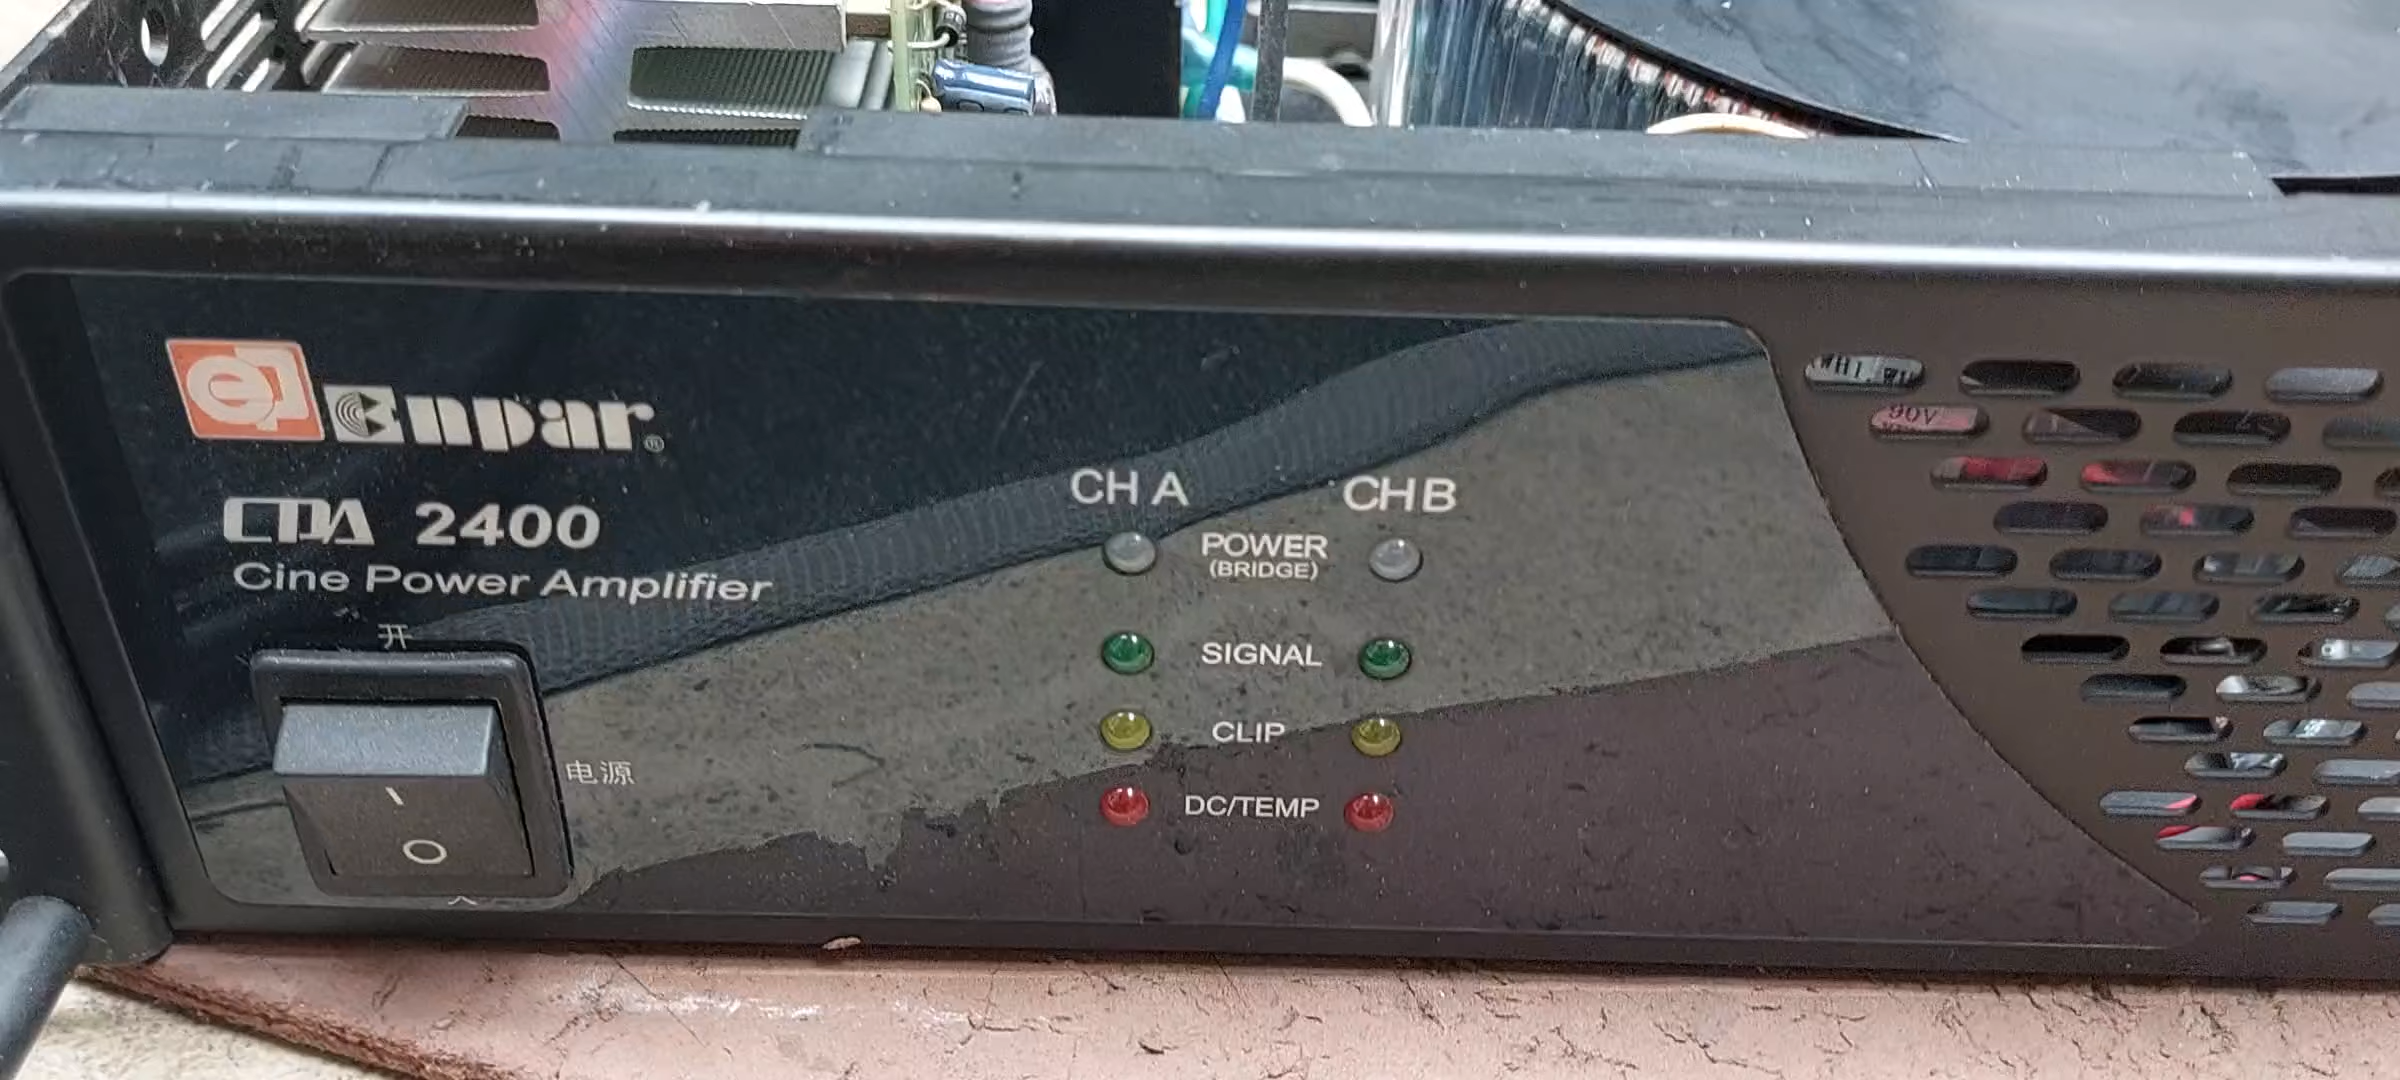 Enpar®
CPA 2400
Cine Power Amplifier
开
电源
CH A
CH B
POWER
(BRIDGE)
SIGNAL
CLIP
DC/TEMP
90V